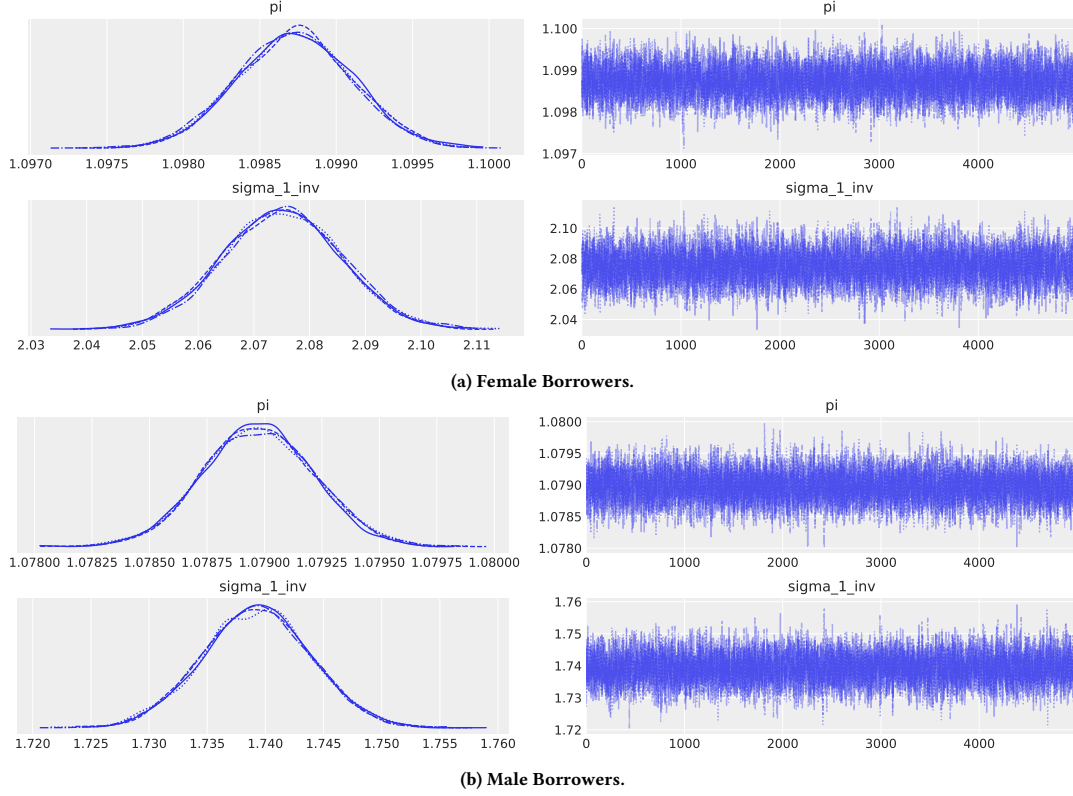 pi
1.0970 1.0975 1.0980 1.0985 1.0990 1.0995 1.1000
pi
1.100
1.099
1.098
1.097
0 1000 2000 3000 4000
sigma_1_inv
2.03 2.04 2.05 2.06 2.07 2.08 2.09 2.10 2.11
sigma_1_inv
2.10
2.08
2.06
2.04
0 1000 2000 3000 4000
(a) Female Borrowers.
pi
1.07800 1.07825 1.07850 1.07875 1.07900 1.07925 1.07950 1.07975 1.08000
pi
1.0800
1.0795
1.0790
1.0785
1.0780
0 1000 2000 3000 4000
sigma_1_inv
1.720 1.725 1.730 1.735 1.740 1.745 1.750 1.755 1.760
sigma_1_inv
1.76
1.75
1.74
1.73
1.72
0 1000 2000 3000 4000
(b) Male Borrowers.